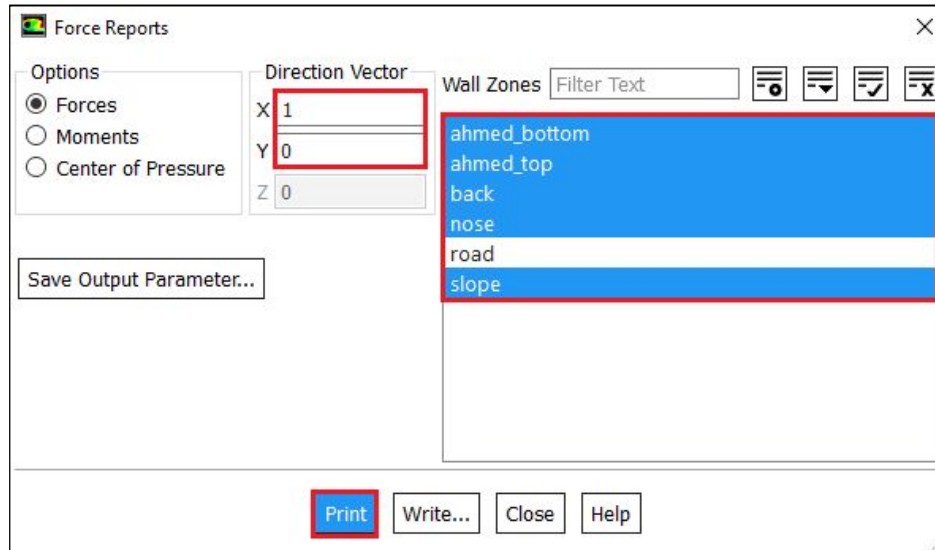 Force Reports
Options
Forces
Moments
Center of Pressure
Direction Vector
X 1
Y 0
Z 0
Save Output Parameter...
Wall Zones Filter Text
ahmed_bottom
ahmed_top
back
nose
road
slope
Print Write... Close Help